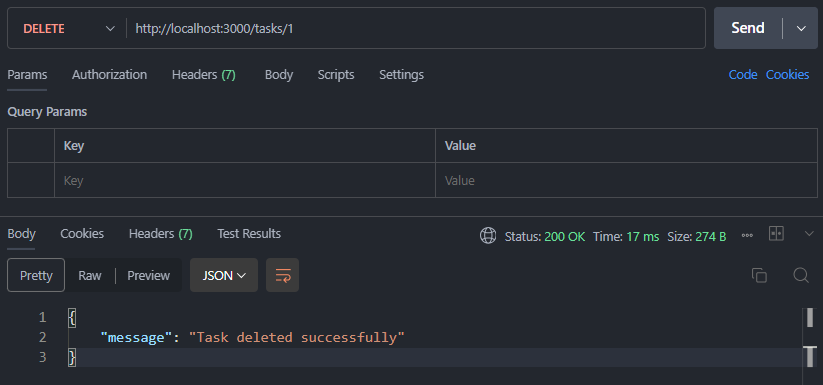 DELETE http://localhost:3000/tasks/1 Send
Params Authorization Headers (7) Body Scripts Settings Code Cookies
Query Params
Key Value
Key Value
Body Cookies Headers (7) Test Results Status: 200 OK Time: 17 ms Size: 274 B
Pretty Raw Preview JSON
1 {
2 "message": "Task deleted successfully"
3 }